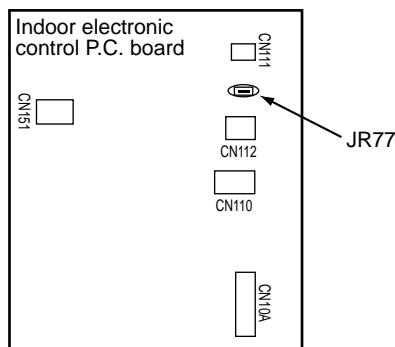 Indoor electronic
control P.C. board
CN111
CN151
JR77
CN112
CN110
CN10A